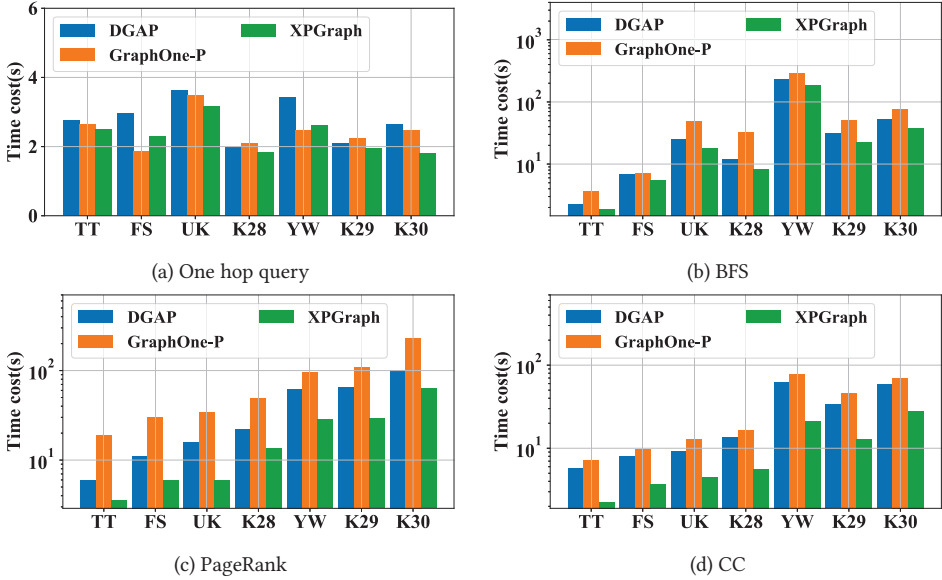 DGAP
XPGraph
GraphOne-P
Time cost(s)
6
4
2
0
TT FS UK K28 YW K29 K30
(a) One hop query
DGAP
XPGraph
GraphOne-P
Time cost(s)
10³
10²
10¹
TT FS UK K28 YW K29 K30
(b) BFS
DGAP
XPGraph
GraphOne-P
Time cost(s)
10²
10¹
TT FS UK K28 YW K29 K30
(c) PageRank
DGAP
XPGraph
GraphOne-P
Time cost(s)
10²
10¹
TT FS UK K28 YW K29 K30
(d) CC